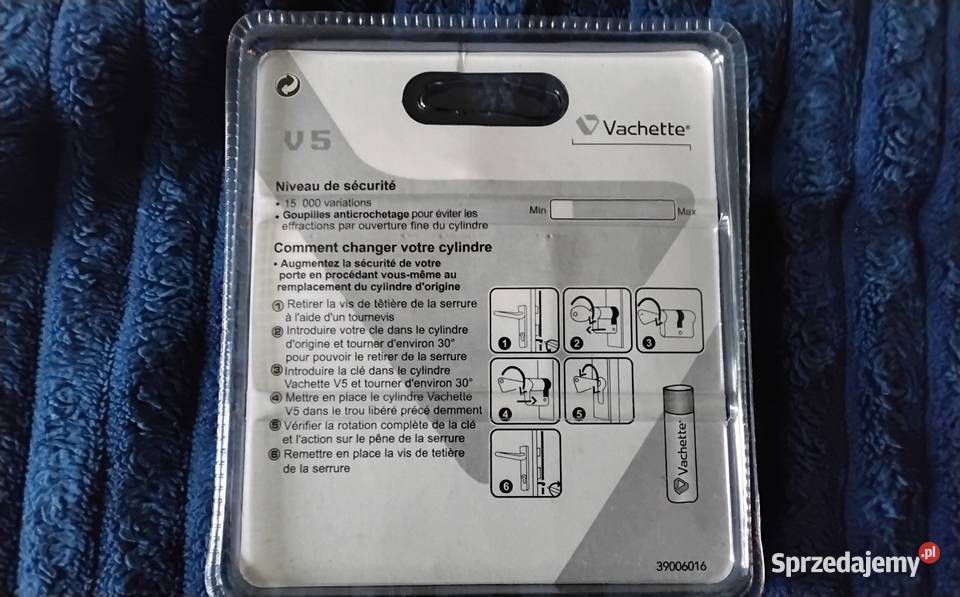 V5
Vachette®
Niveau de sécurité
• 15 000 variations
• Goupilles anticrochetage pour éviter les
effractions par ouverture fine du cylindre
Min
Max
Comment changer votre cylindre
• Augmentez la sécurité de votre
porte en procédant vous-même au
remplacement du cylindre d'origine
① Retirer la vis de têtière de la serrure
à l'aide d'un tournevis
② Introduire votre cle dans le cylindre
d'origine et tourner d'environ 30°
pour pouvoir le retirer de la serrure
③ Introduire la clé dans le cylindre
Vachette V5 et tourner d'environ 30°
④ Mettre en place le cylindre Vachette
V5 dans le trou libéré précé demment
⑤ Vérifier la rotation complète de la clé
et l'action sur le pêne de la serrure
⑥ Remettre en place la vis de tetière
de la serrure
1
2
3
4
5
6
Vachette®
39006016
Sprzedajemy.pl